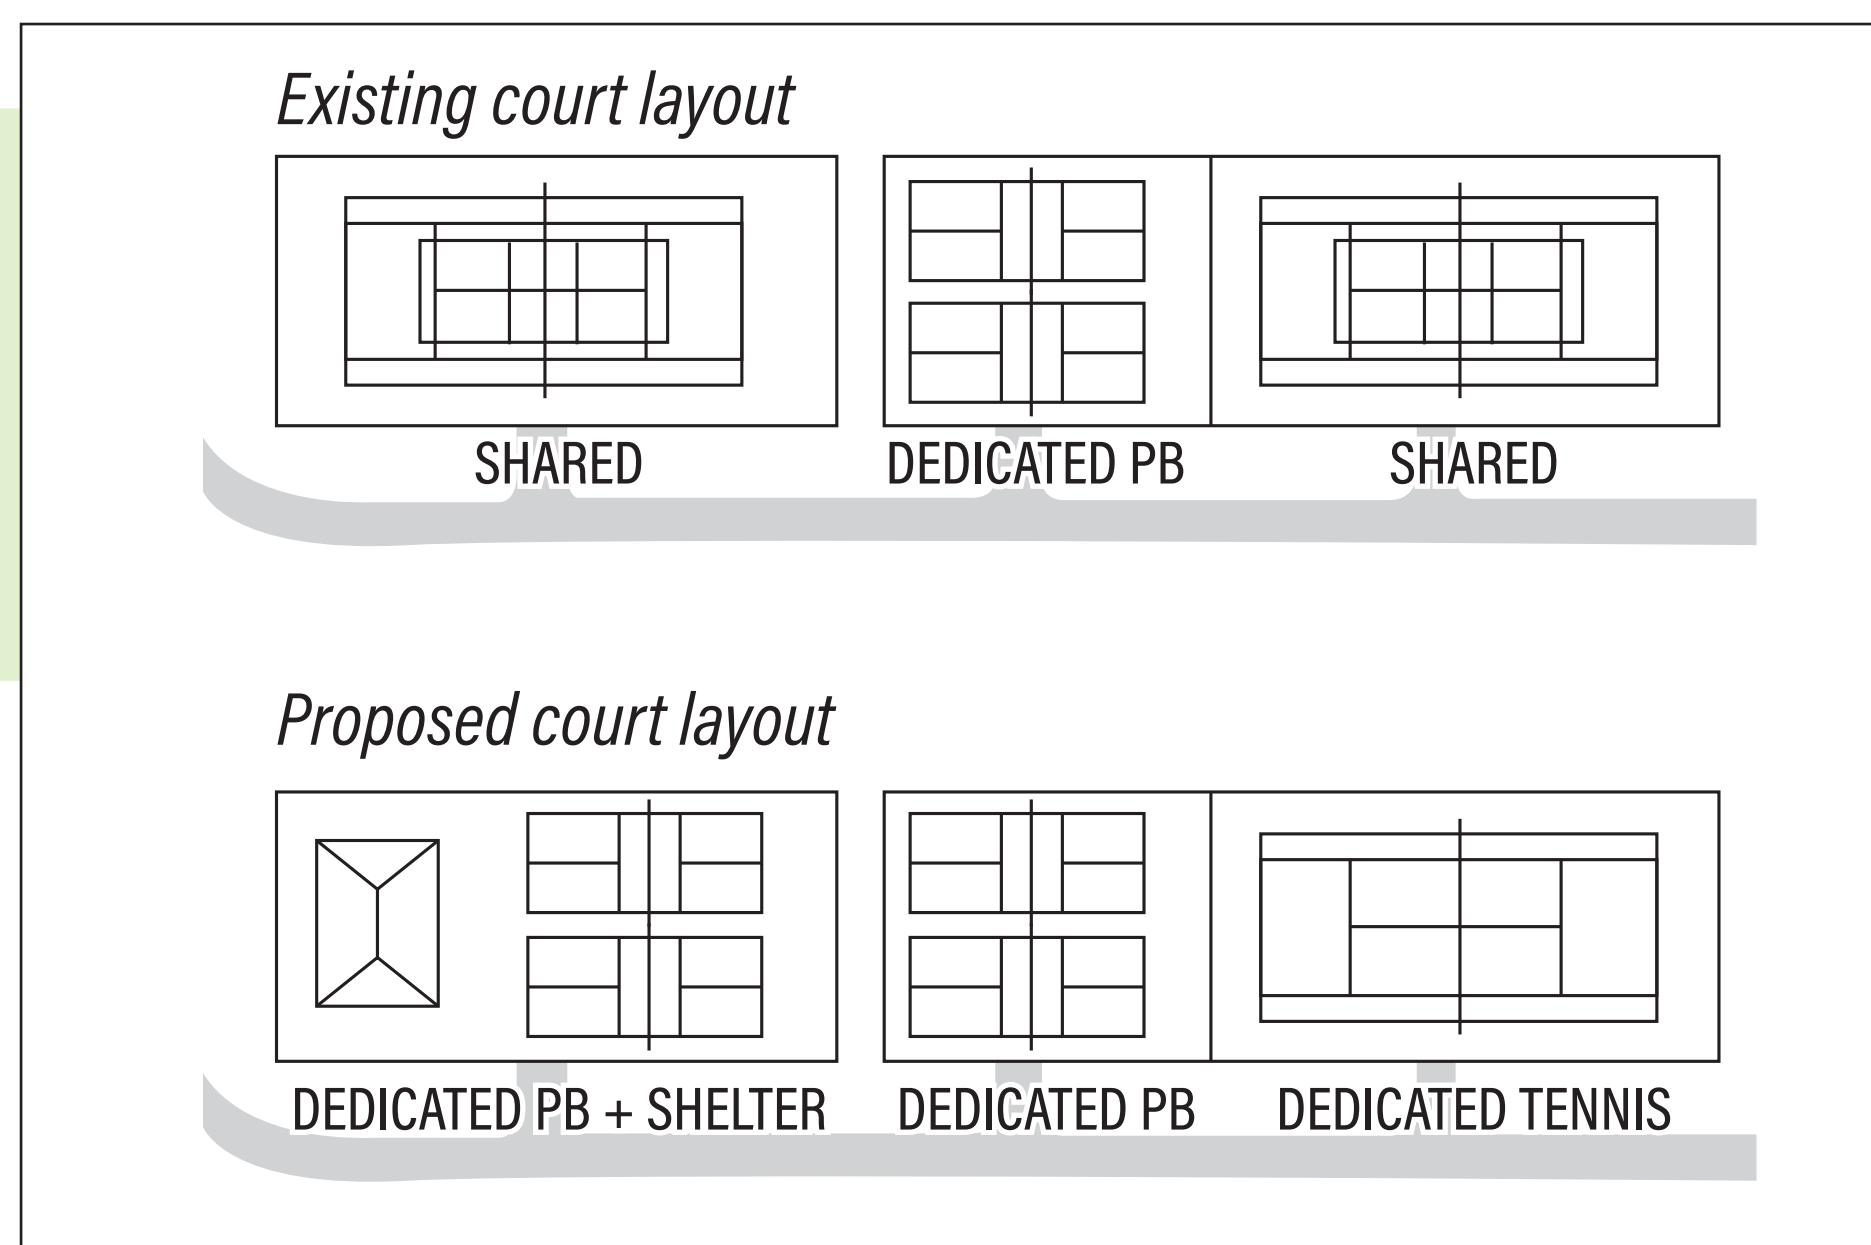 Existing court layout
SHARED
DEDICATED PB
SHARED
Proposed court layout
DEDICATED PB + SHELTER
DEDICATED PB
DEDICATED TENNIS